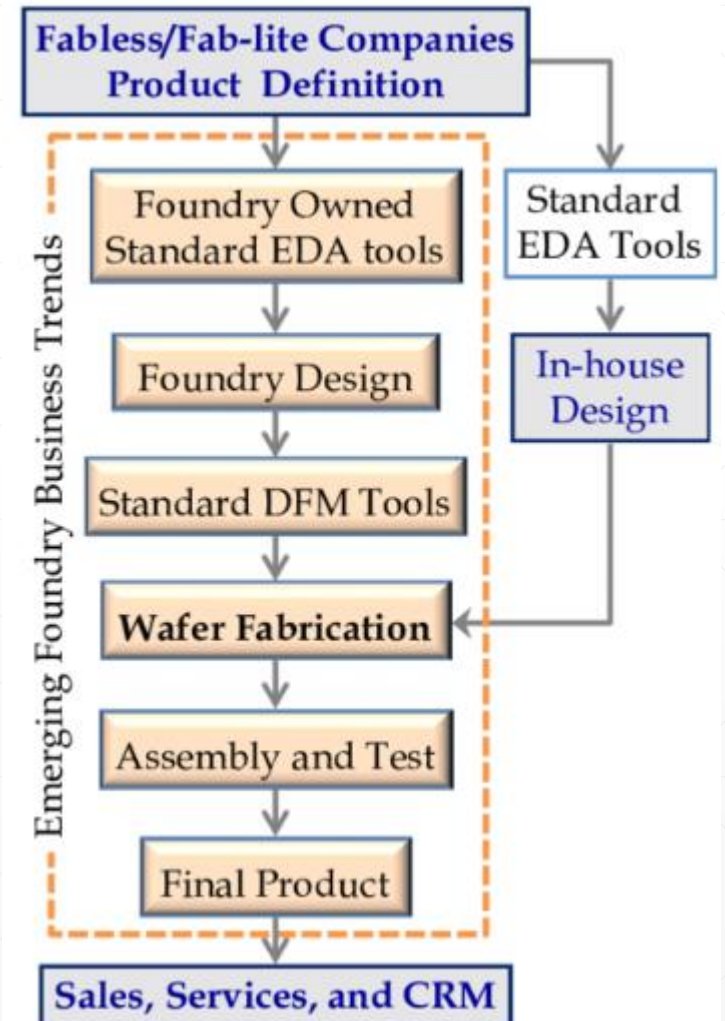 Fabless/Fab-lite Companies
Product Definition
Foundry Owned
Standard EDA tools
Standard
EDA Tools
Foundry Design
In-house
Design
Standard DFM Tools
Wafer Fabrication
Assembly and Test
Final Product
Emerging Foundry Business Trends
Sales, Services, and CRM